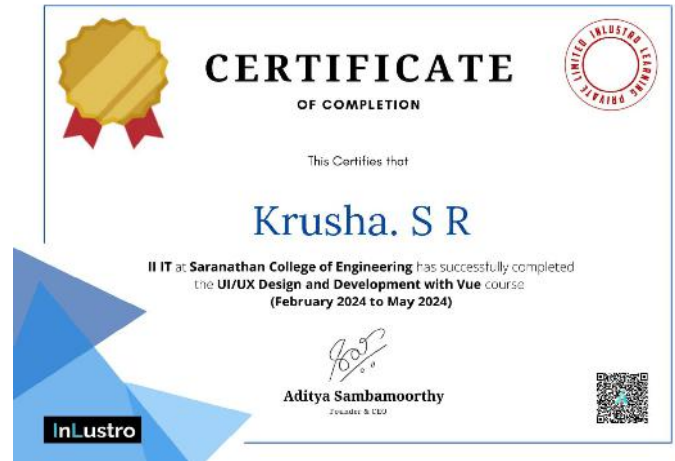 CERTIFICATE
OF COMPLETION
INLUSTRO LEARNING PRIVATE LIMITED
This Certifies that
Krusha. S R
II IT at Saranathan College of Engineering has successfully completed
the UI/UX Design and Development with Vue course
(February 2024 to May 2024)
Aditya Sambamoorthy
Founder & CEO
InLustro